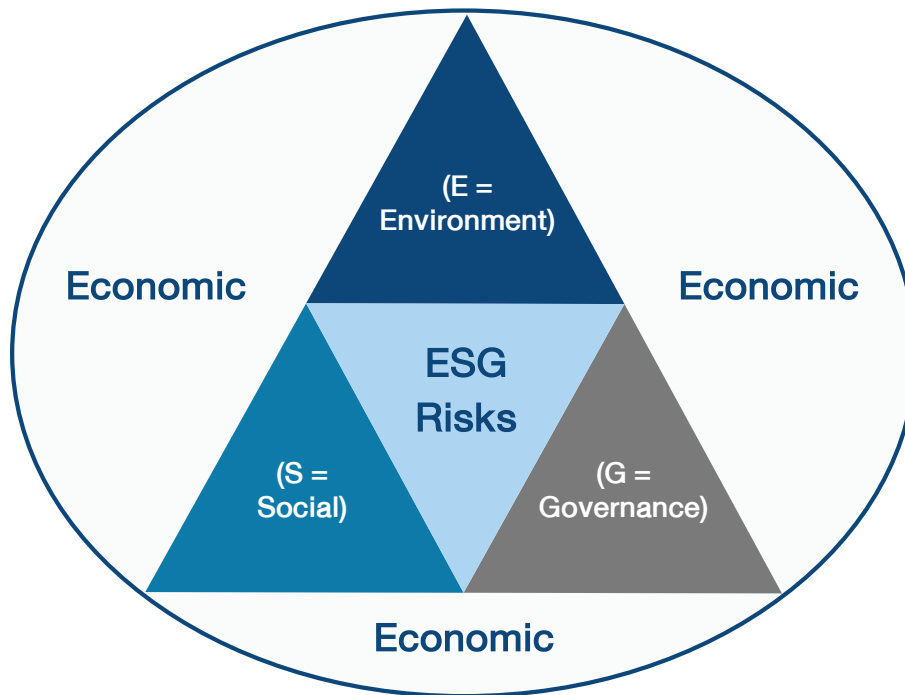 (E =
Environment)
Economic
Economic
ESG
Risks
(S =
Social)
(G =
Governance)
Economic